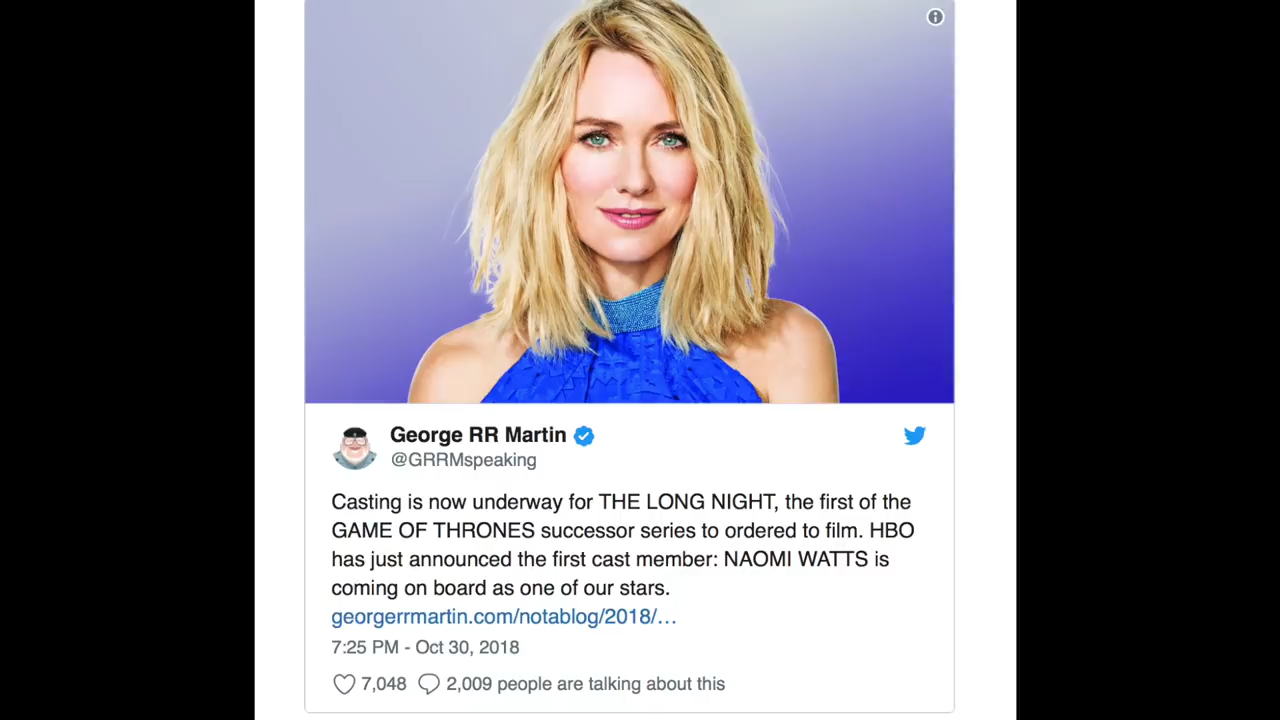 George RR Martin
@GRRMspeaking
Casting is now underway for THE LONG NIGHT, the first of the
GAME OF THRONES successor series to ordered to film. HBO
has just announced the first cast member: NAOMI WATTS is
coming on board as one of our stars.
georgerrmartin.com/notablog/2018/…
7:25 PM - Oct 30, 2018
7,048 2,009 people are talking about this